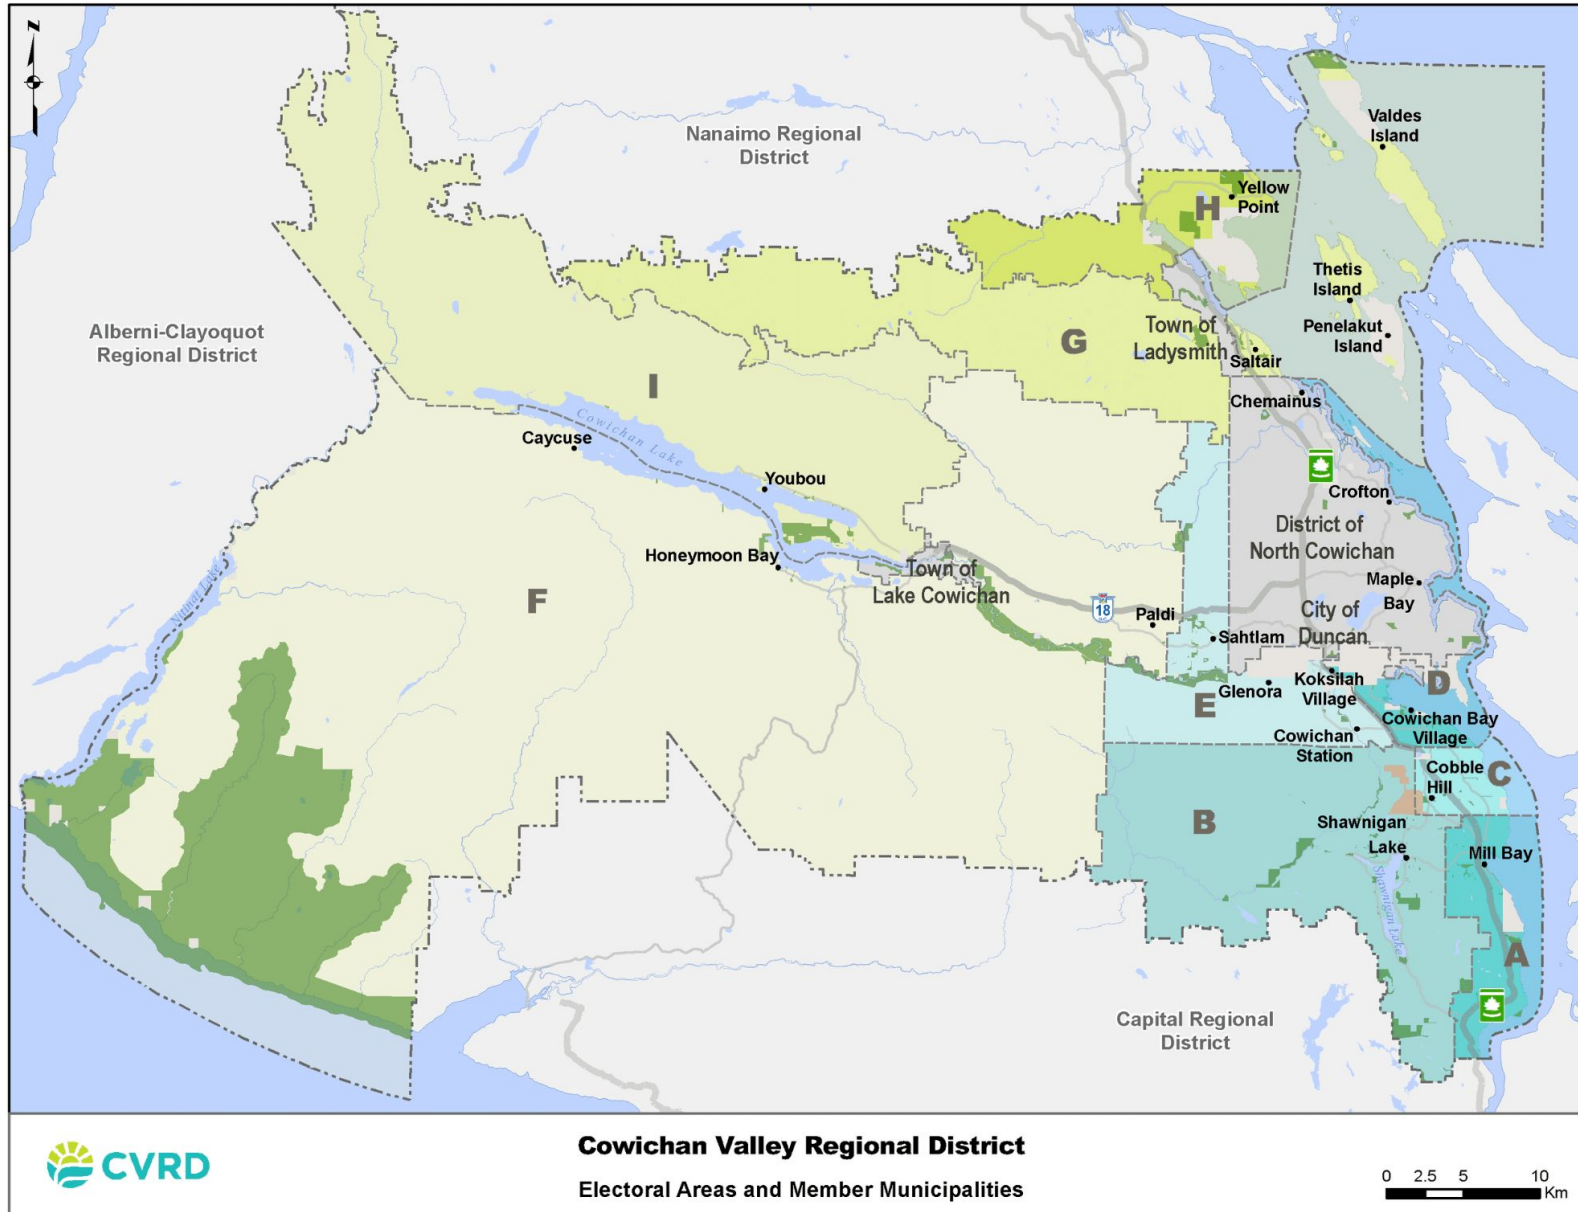 N
Nanaimo Regional
District
Valdes
Island
Yellow
Point
H
Thetis
Island
Penelakut
Island
Alberni-Clayoquot
Regional District
Town of
Ladysmith
G
Saltair
I
Chemainus
Cowichan Lake
Caycuse
Youbou
Crofton
District of
North Cowichan
Honeymoon Bay
Town of
Lake Cowichan
Maple
Bay
Nitinat Lake
F
18
Paldi
City of
Duncan
Sahtlam
Glenora
Koksilah
Village
D
E
Cowichan Bay
Village
Cowichan
Station
Cobble
Hill
C
B
Shawnigan
Lake
Mill Bay
Shawnigan Lake
A
Capital Regional
District
CVRD
Cowichan Valley Regional District
Electoral Areas and Member Municipalities
0 2.5 5 10
Km